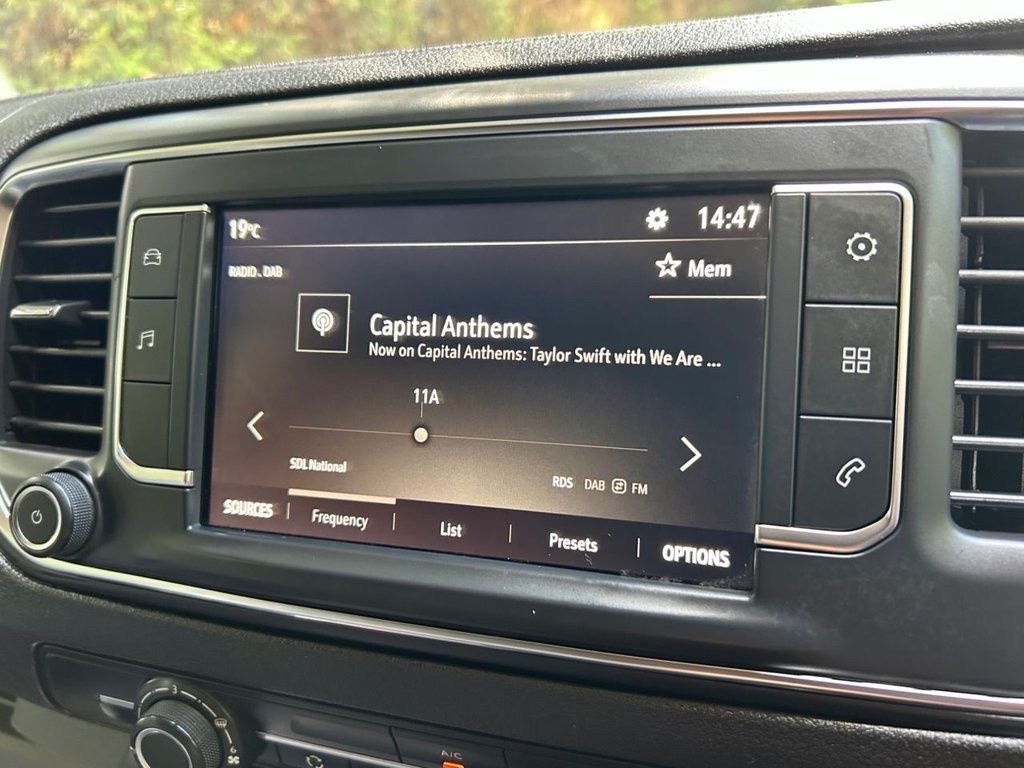 19°C
14:47
RADIO . DAB
Mem
Capital Anthems
Now on Capital Anthems: Taylor Swift with We Are ...
11A
SDL National
RDS DAB FM
SOURCES Frequency List Presets OPTIONS
3
A/C